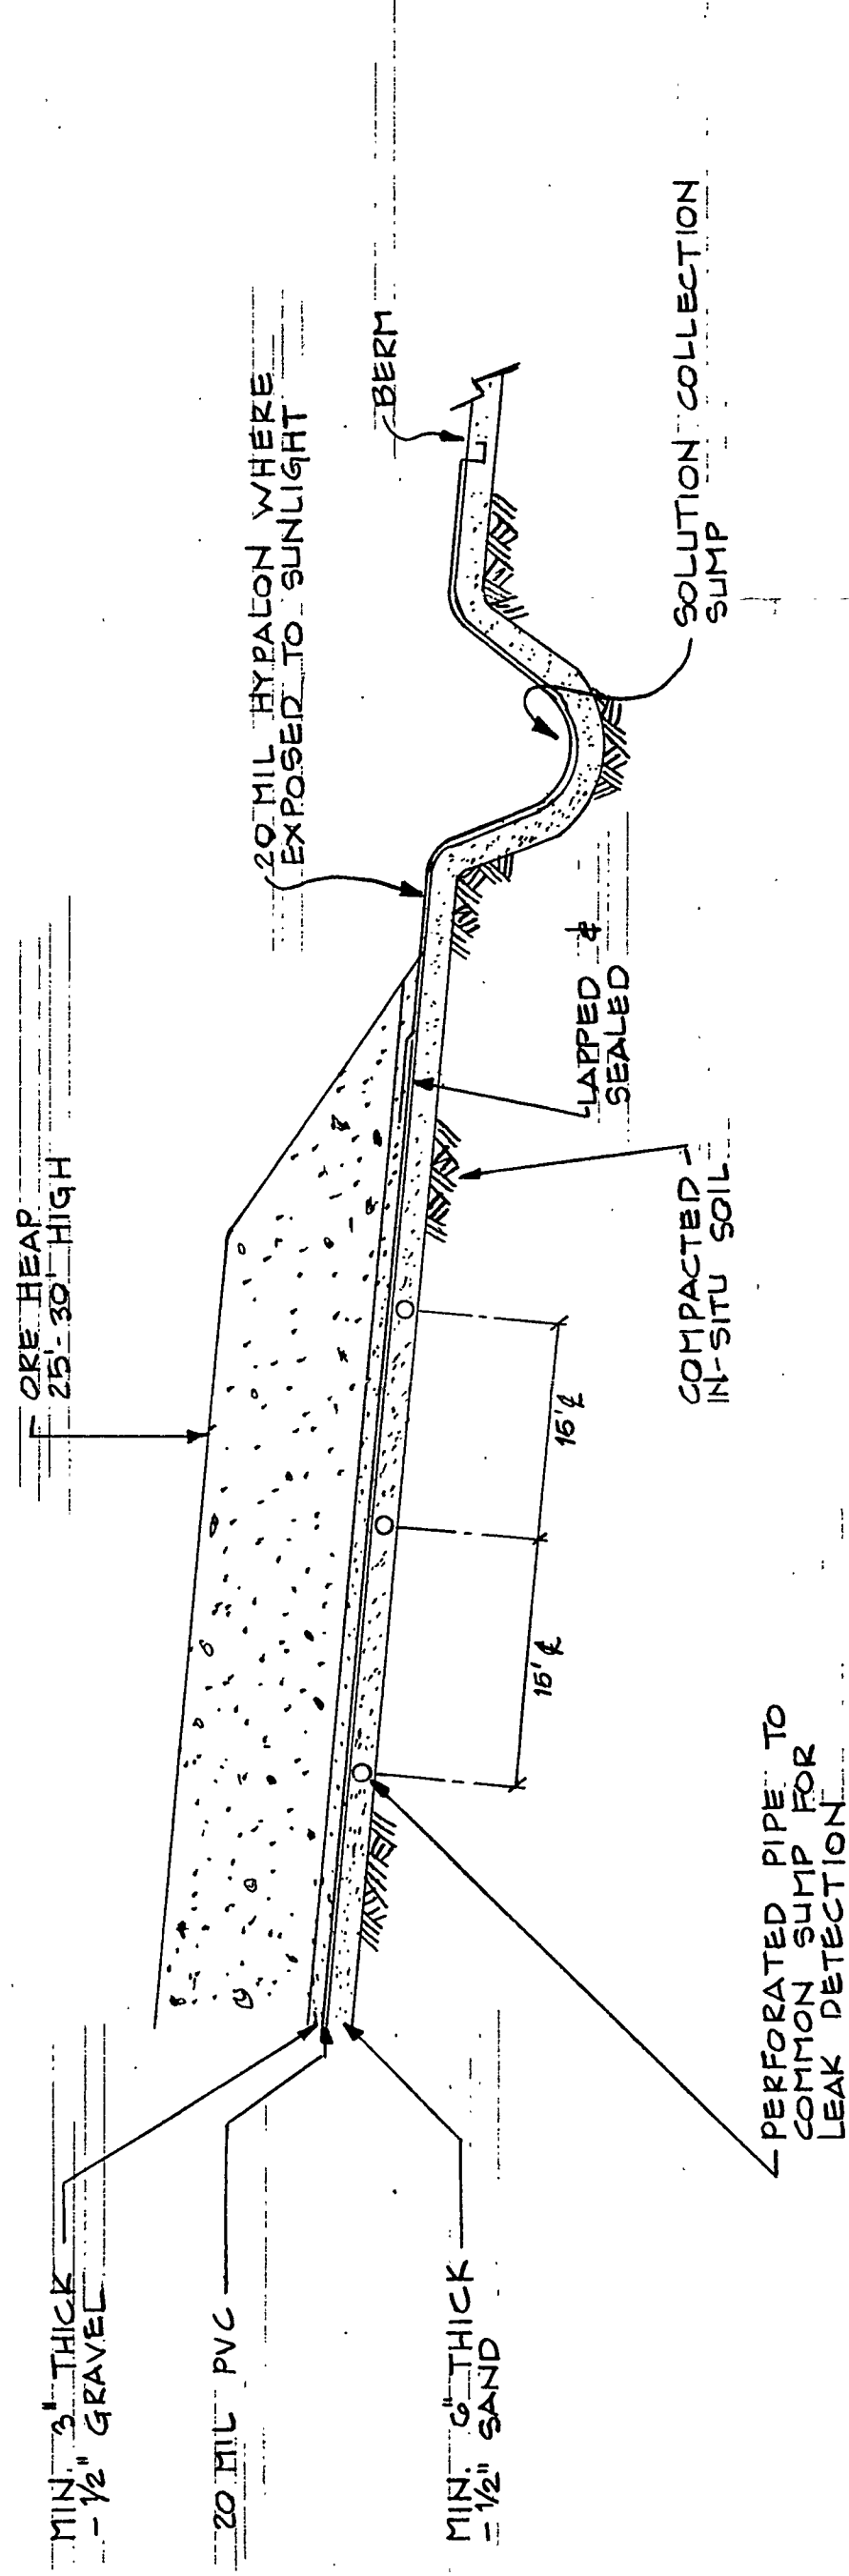 MIN. 3" THICK
- 1/2" GRAVEL
20 MIL PVC
MIN. 6" THICK
- 1/2" SAND
ORE HEAP
25'-30' HIGH
20 MIL HYPALON WHERE
EXPOSED TO SUNLIGHT
BERM
SOLUTION COLLECTION
SUMP
LAPPED &
SEALED
COMPACTED -
IN-SITU SOIL
15' ℄
15' ℄
PERFORATED PIPE TO
COMMON SUMP FOR
LEAK DETECTION